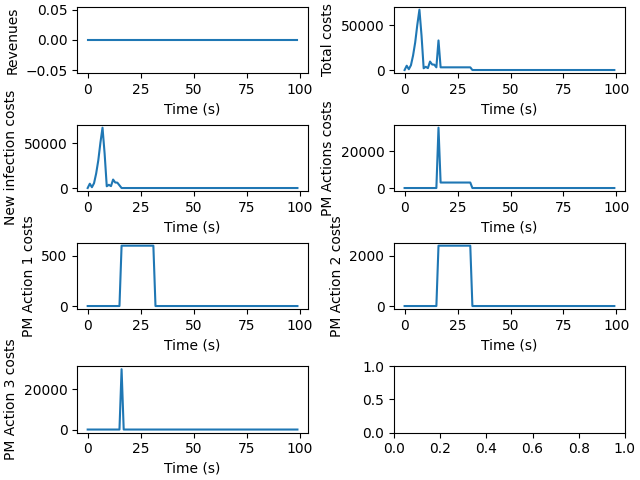 Revenues
0.05
0.00
−0.05
0 25 50 75 100
Time (s)
Total costs
50000
0
0 25 50 75 100
Time (s)
New infection costs
50000
0
0 25 50 75 100
Time (s)
PM Actions costs
20000
0
0 25 50 75 100
Time (s)
PM Action 1 costs
500
0
0 25 50 75 100
Time (s)
PM Action 2 costs
2000
0
0 25 50 75 100
Time (s)
PM Action 3 costs
20000
0
0 25 50 75 100
Time (s)
1.0
0.5
0.0
0.0 0.2 0.4 0.6 0.8 1.0